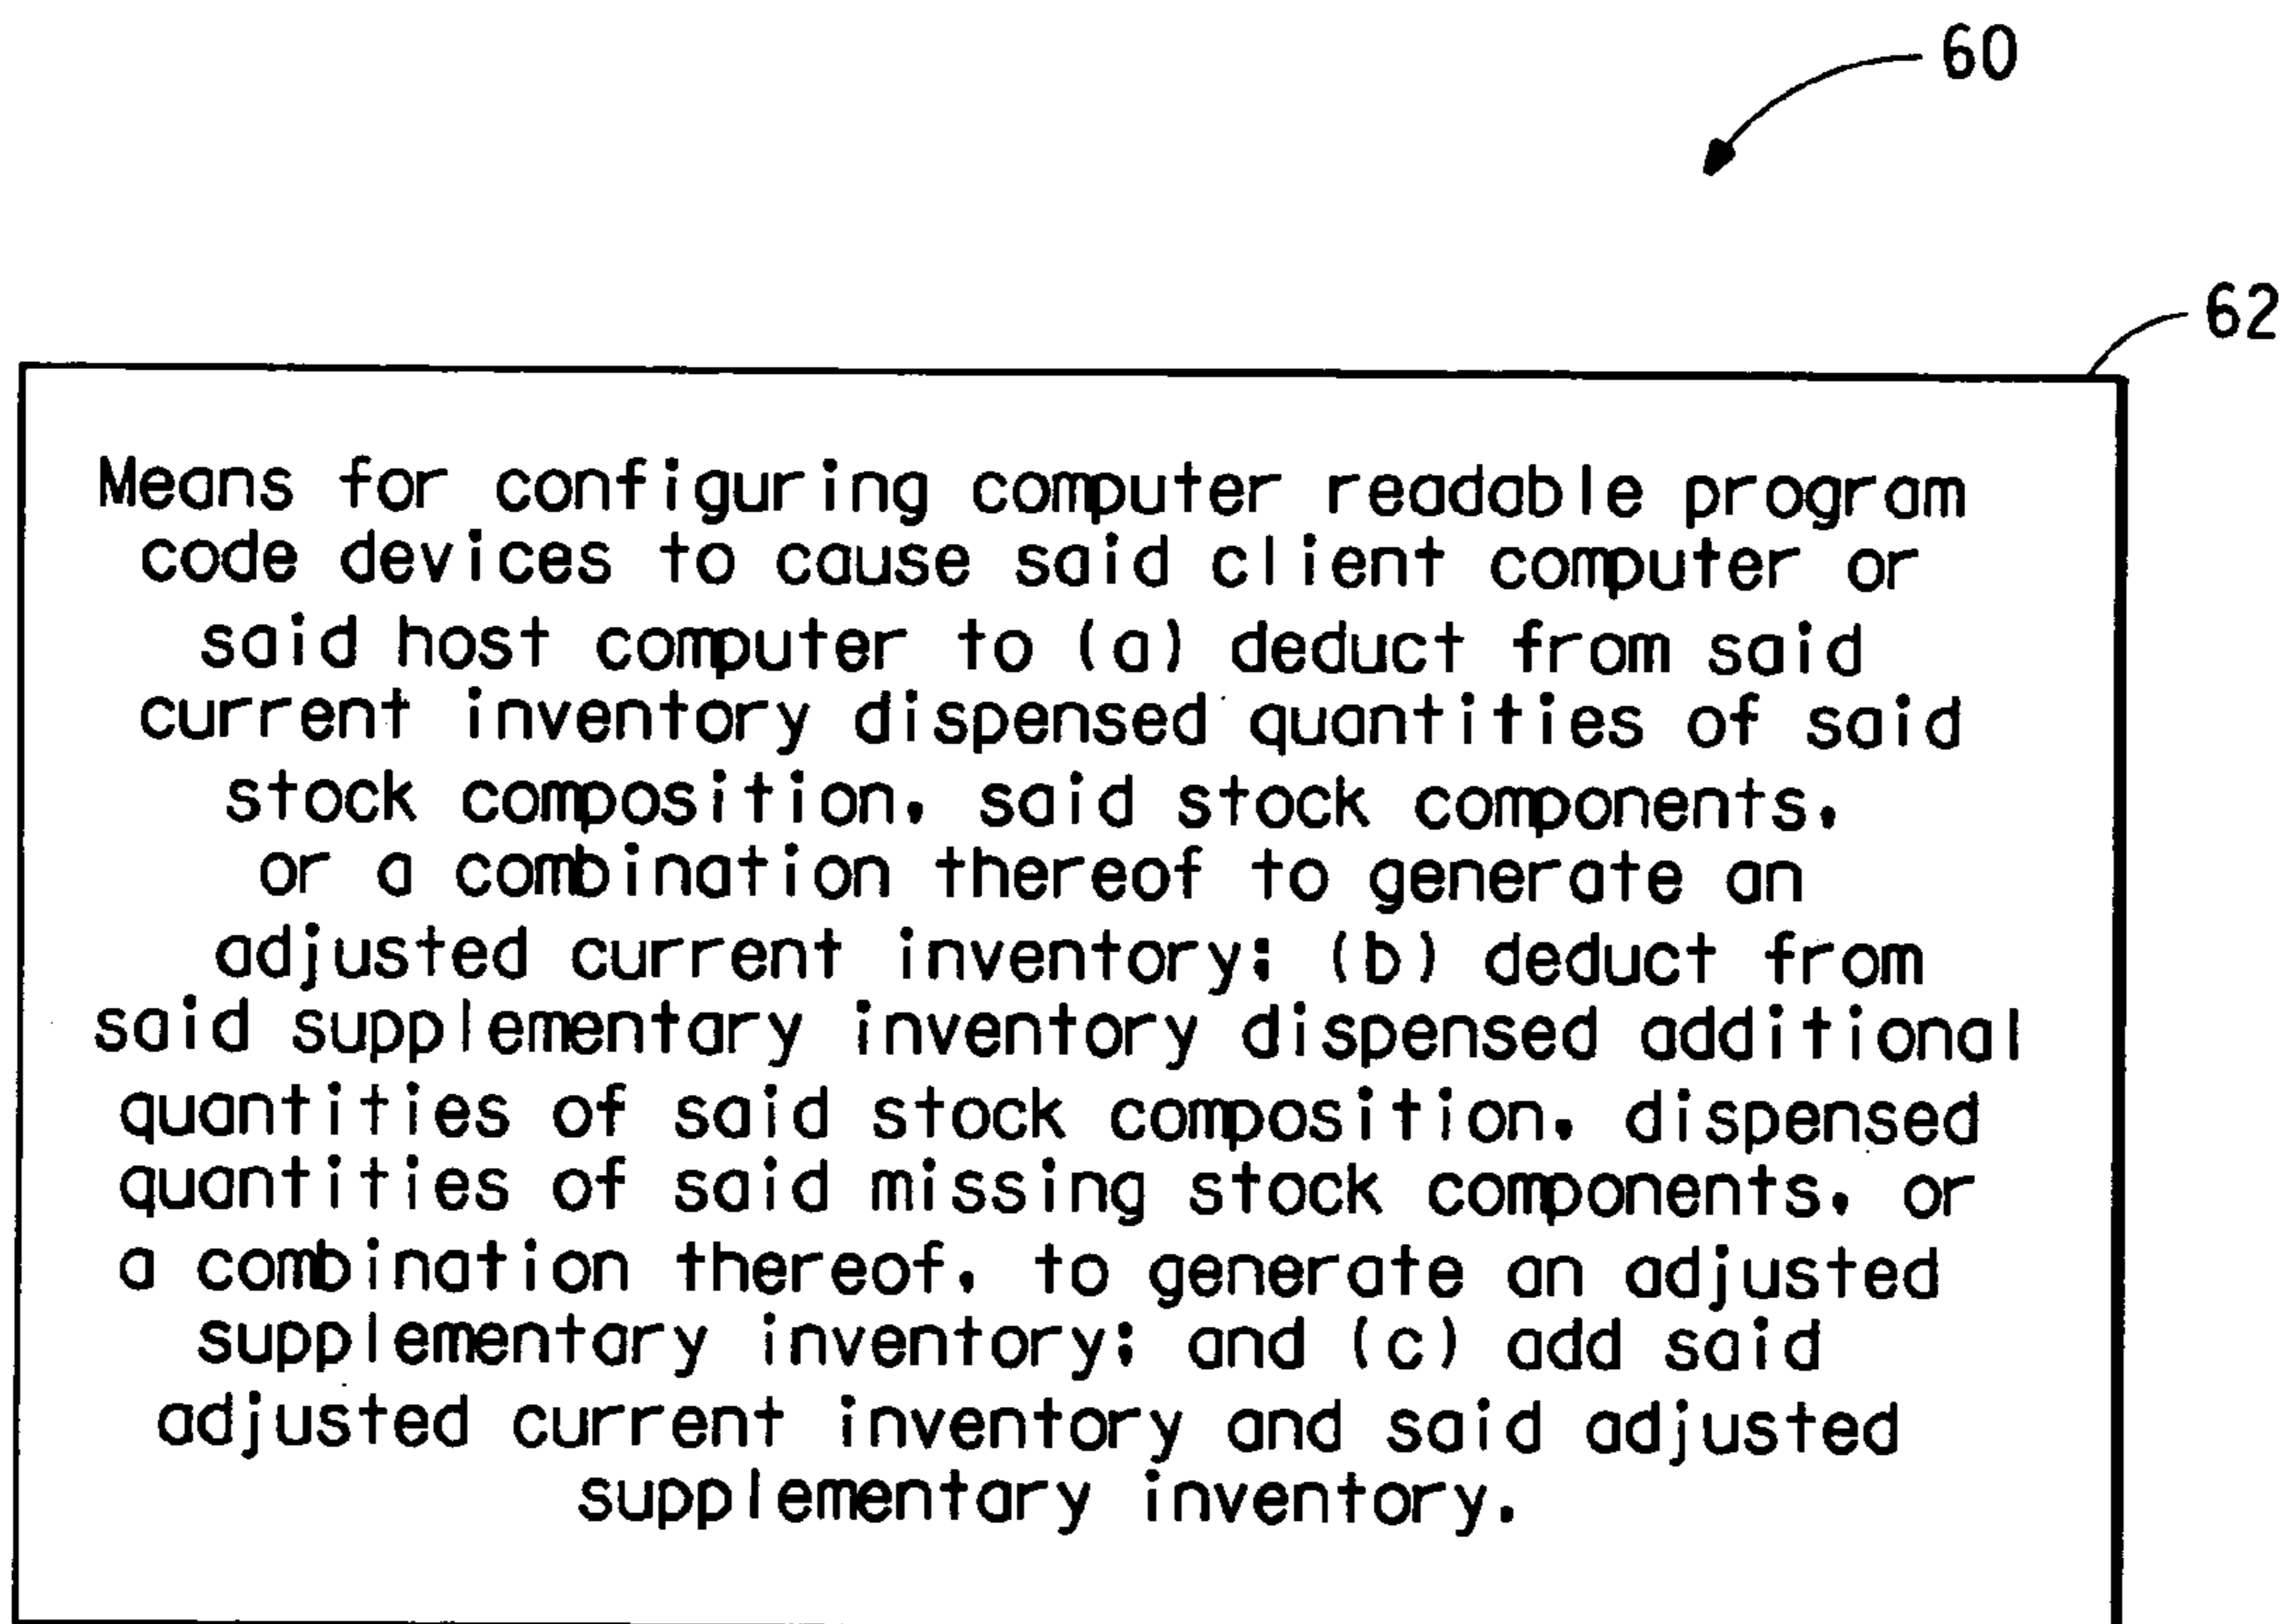 60
62
Means for configuring computer readable program
code devices to cause said client computer or
said host computer to (a) deduct from said
current inventory dispensed quantities of said
stock composition, said stock components,
or a combination thereof to generate an
adjusted current inventory; (b) deduct from
said supplementary inventory dispensed additional
quantities of said stock composition, dispensed
quantities of said missing stock components, or
a combination thereof, to generate an adjusted
supplementary inventory; and (c) add said
adjusted current inventory and said adjusted
supplementary inventory.